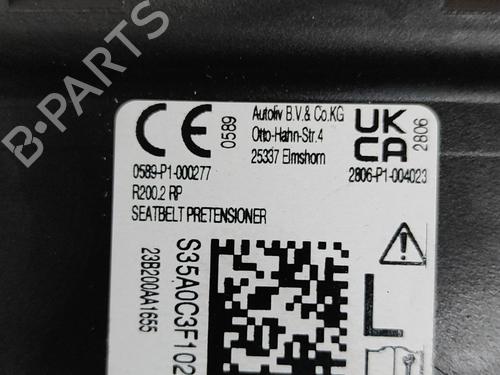 CE
0589
Autoliv B.V. & Co.KG
Otto-Hahn-Str.4
25337 Elmshorn
UK
CA
2806
0589-P1-000277
2806-P1-004023
R200.2 RP
SEATBELT PRETENSIONER
S35A0C3F102
23B200AA1655
L
B-PARTS